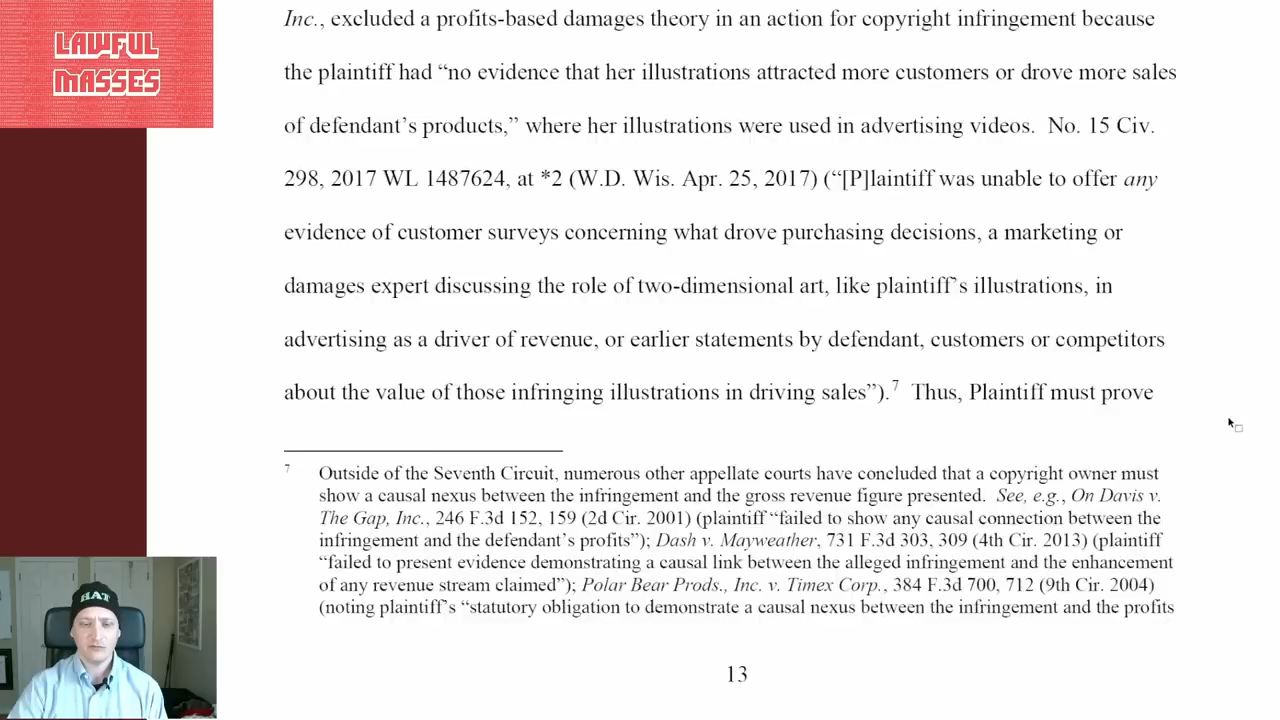 LAWFUL
MASSES
Inc., excluded a profits-based damages theory in an action for copyright infringement because
the plaintiff had “no evidence that her illustrations attracted more customers or drove more sales
of defendant’s products,” where her illustrations were used in advertising videos. No. 15 Civ.
298, 2017 WL 1487624, at *2 (W.D. Wis. Apr. 25, 2017) (“[P]laintiff was unable to offer any
evidence of customer surveys concerning what drove purchasing decisions, a marketing or
damages expert discussing the role of two-dimensional art, like plaintiff’s illustrations, in
advertising as a driver of revenue, or earlier statements by defendant, customers or competitors
about the value of those infringing illustrations in driving sales”).7 Thus, Plaintiff must prove
7 Outside of the Seventh Circuit, numerous other appellate courts have concluded that a copyright owner must
show a causal nexus between the infringement and the gross revenue figure presented. See, e.g., On Davis v.
The Gap, Inc., 246 F.3d 152, 159 (2d Cir. 2001) (plaintiff “failed to show any causal connection between the
infringement and the defendant’s profits”); Dash v. Mayweather, 731 F.3d 303, 309 (4th Cir. 2013) (plaintiff
“failed to present evidence demonstrating a causal link between the alleged infringement and the enhancement
of any revenue stream claimed”); Polar Bear Prods., Inc. v. Timex Corp., 384 F.3d 700, 712 (9th Cir. 2004)
(noting plaintiff’s “statutory obligation to demonstrate a causal nexus between the infringement and the profits
13
HAT